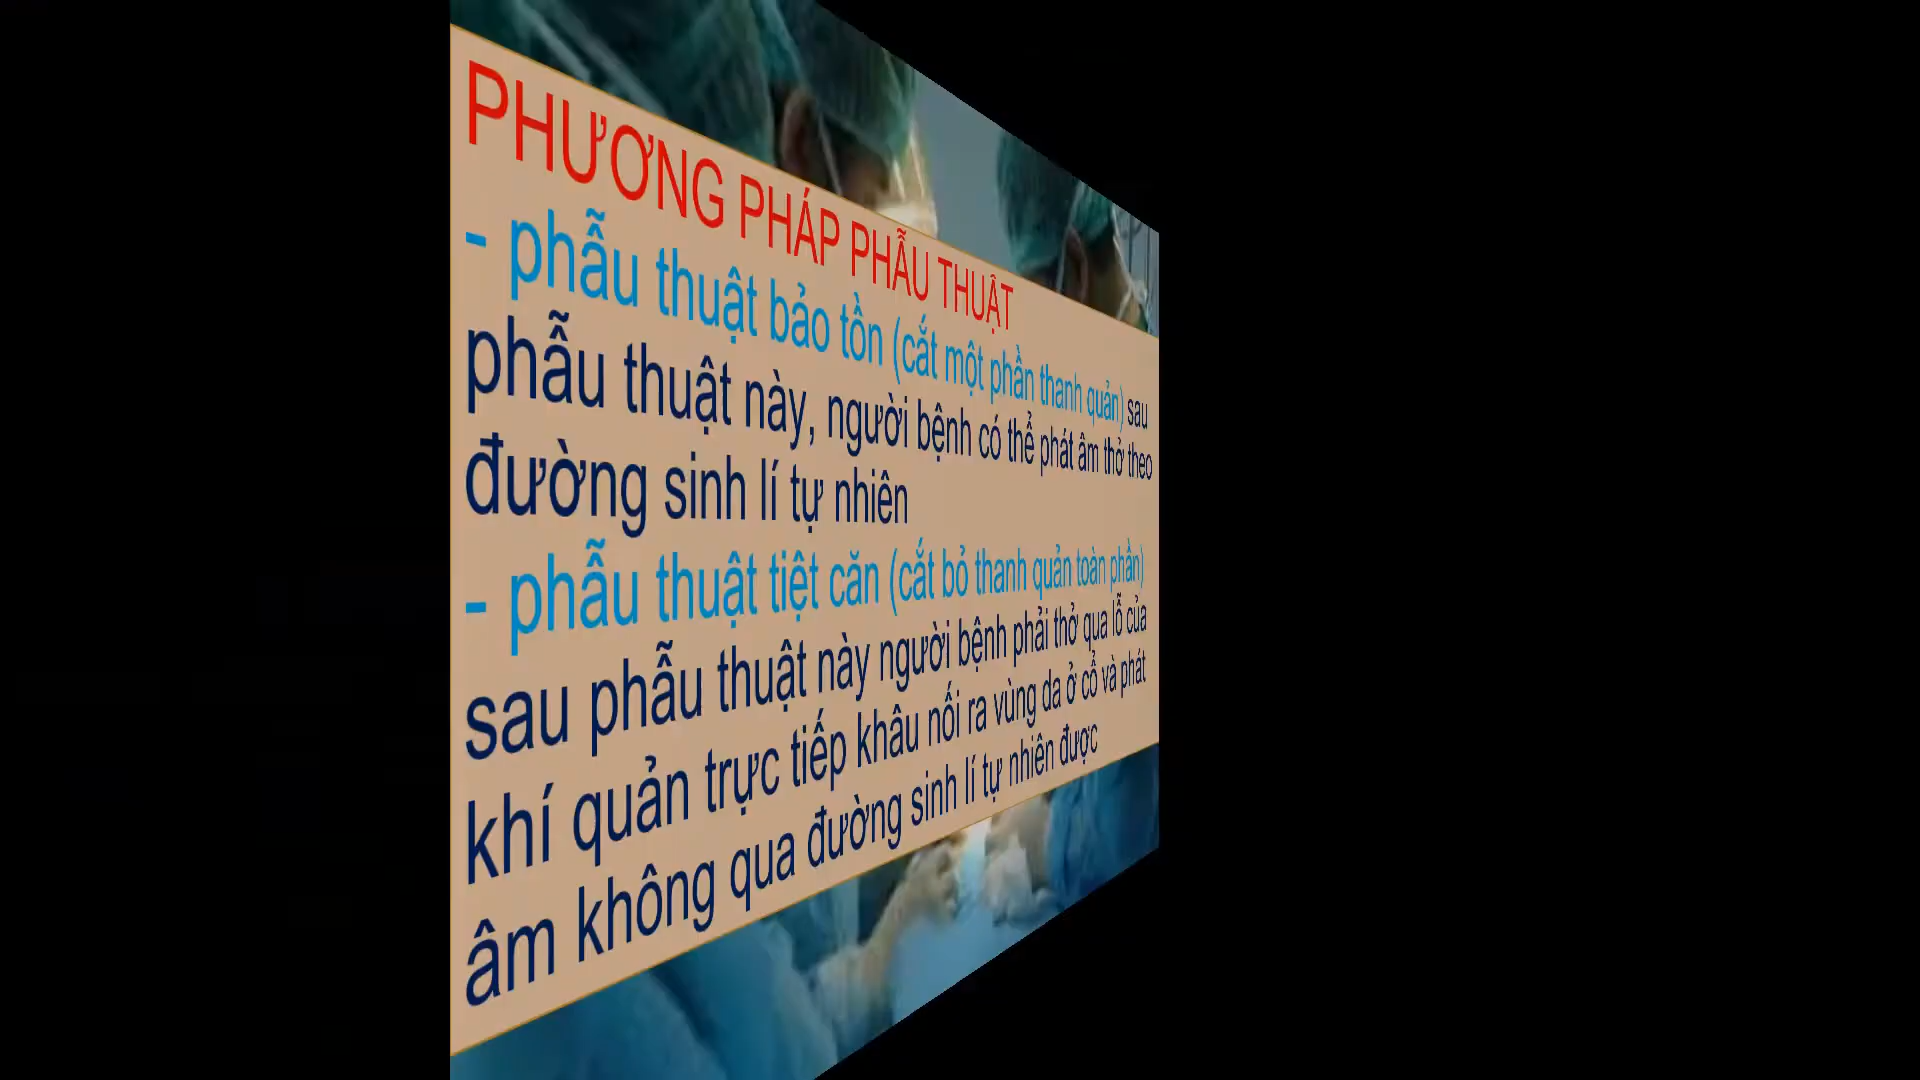 PHƯƠNG PHÁP PHẪU THUẬT
- phẫu thuật bảo tồn (cắt một phần thanh quản) sau
phẫu thuật này, người bệnh có thể phát âm thở theo
đường sinh lí tự nhiên
- phẫu thuật tiệt căn (cắt bỏ thanh quản toàn phần)
sau phẫu thuật này người bệnh phải thở qua lỗ của
khí quản trực tiếp khâu nối ra vùng da ở cổ và phát
âm không qua đường sinh lí tự nhiên được